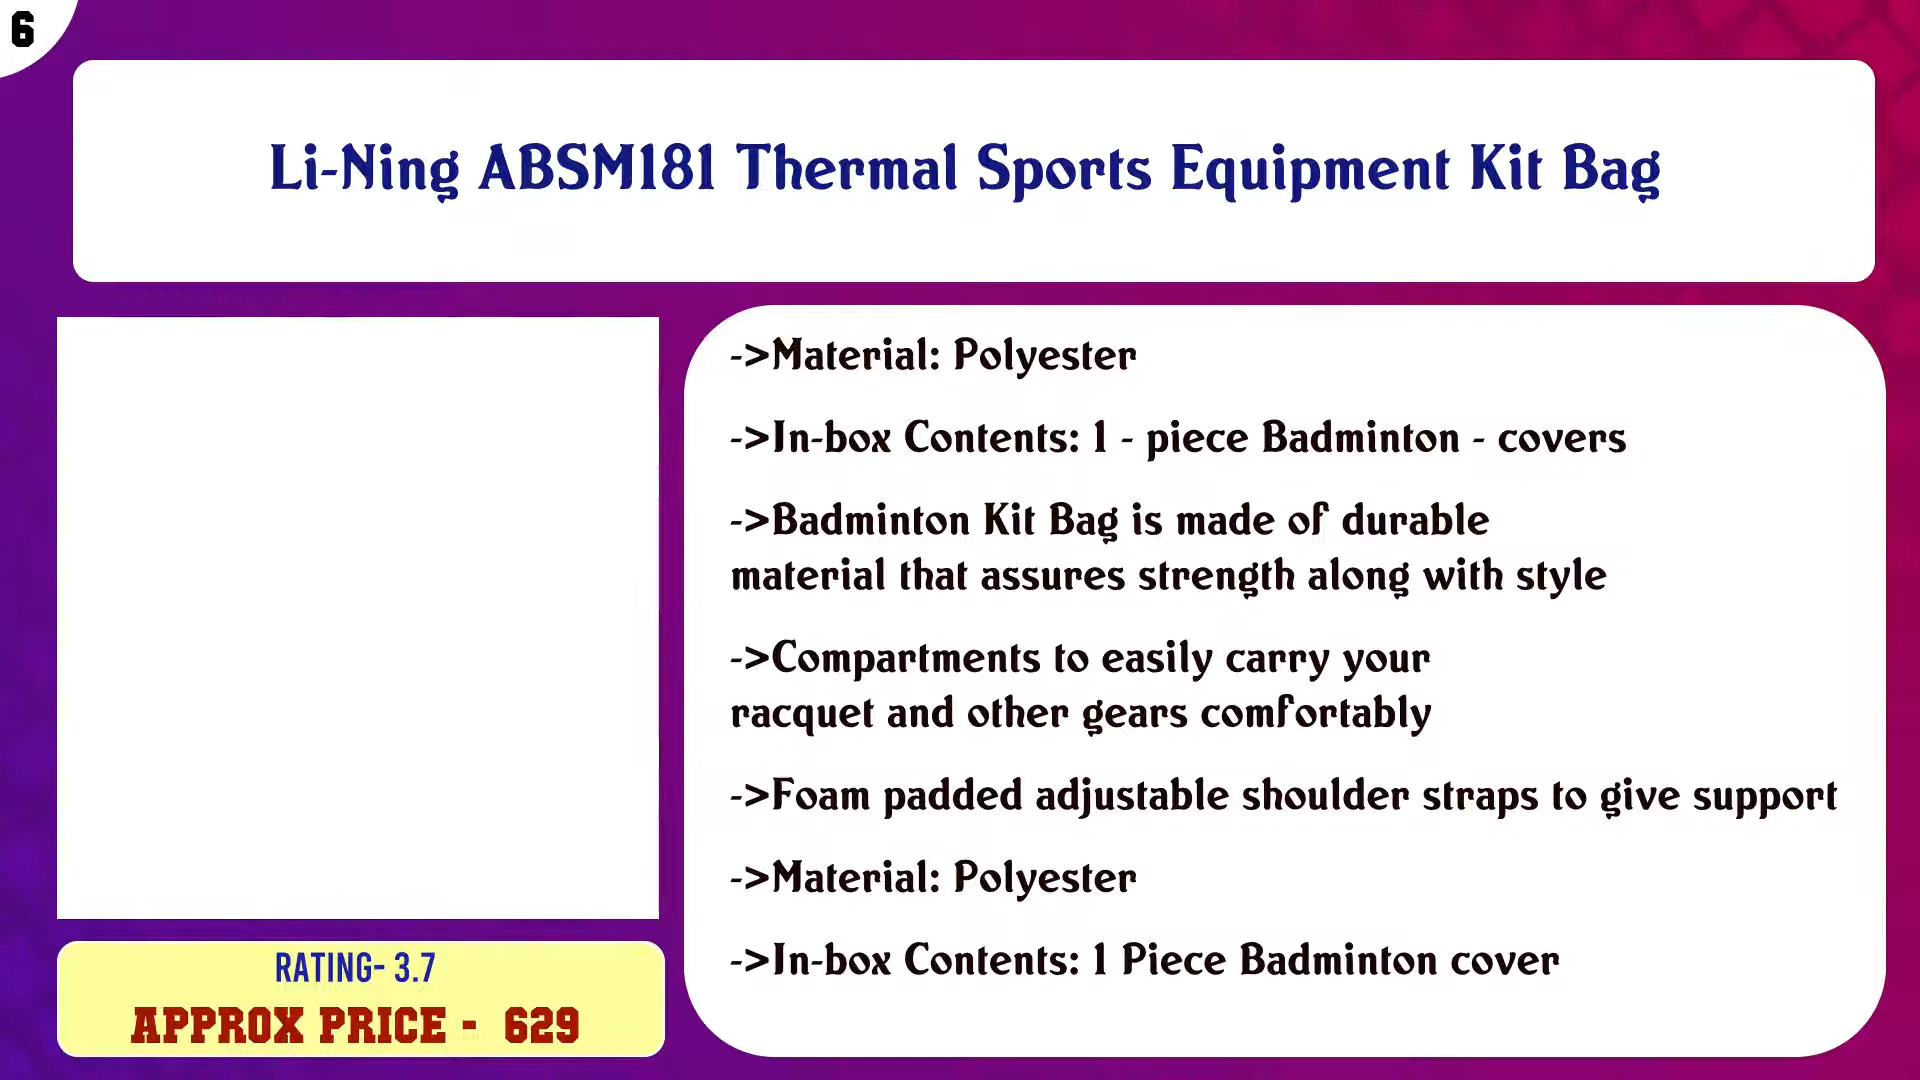 6
Li-Ning ABSM181 Thermal Sports Equipment Kit Bag
->Material: Polyester
->In-box Contents: 1 - piece Badminton - covers
->Badminton Kit Bag is made of durable
material that assures strength along with style
->Compartments to easily carry your
racquet and other gears comfortably
->Foam padded adjustable shoulder straps to give support
->Material: Polyester
->In-box Contents: 1 Piece Badminton cover
RATING- 3.7
APPROX PRICE -  629